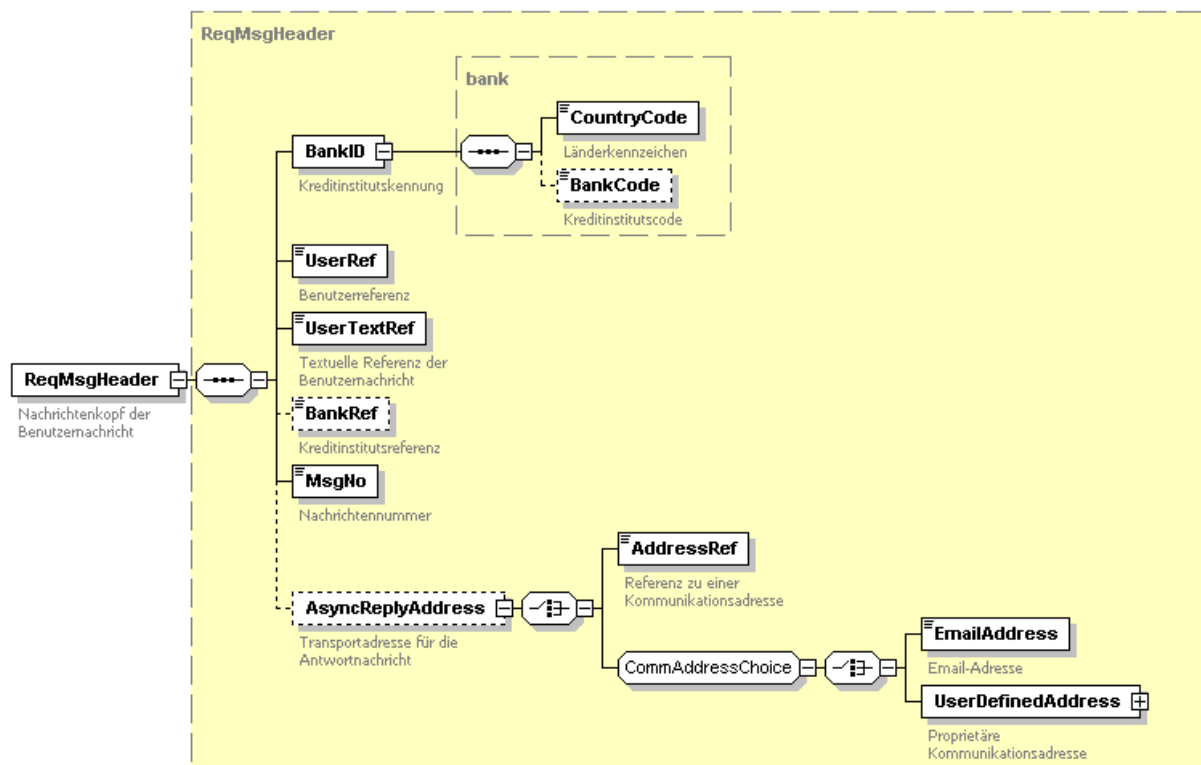 ReqMsgHeader
bank
CountryCode
Länderkennzeichen
BankID
Kreditinstitutskennung
BankCode
Kreditinstitutscode
UserRef
Benutzerreferenz
UserTextRef
Textuelle Referenz der
Benutzernachricht
ReqMsgHeader
Nachrichtenkopf der
Benutzernachricht
BankRef
Kreditinstitutsreferenz
MsgNo
Nachrichtennummer
AsyncReplyAddress
Transportadresse für die
Antwortnachricht
AddressRef
Referenz zu einer
Kommunikationsadresse
CommAddressChoice
EmailAddress
Email-Adresse
UserDefinedAddress
Proprietäre
Kommunikationsadresse